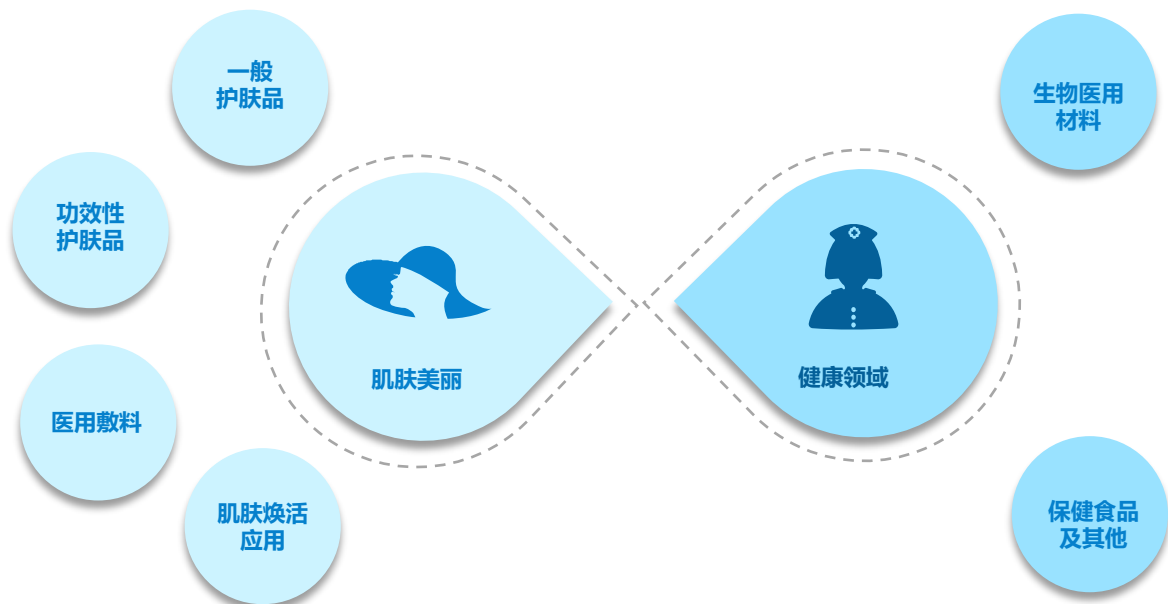 一般
护肤品
功效性
护肤品
医用敷料
肌肤焕活
应用
肌肤美丽
健康领域
生物医用
材料
保健食品
及其他